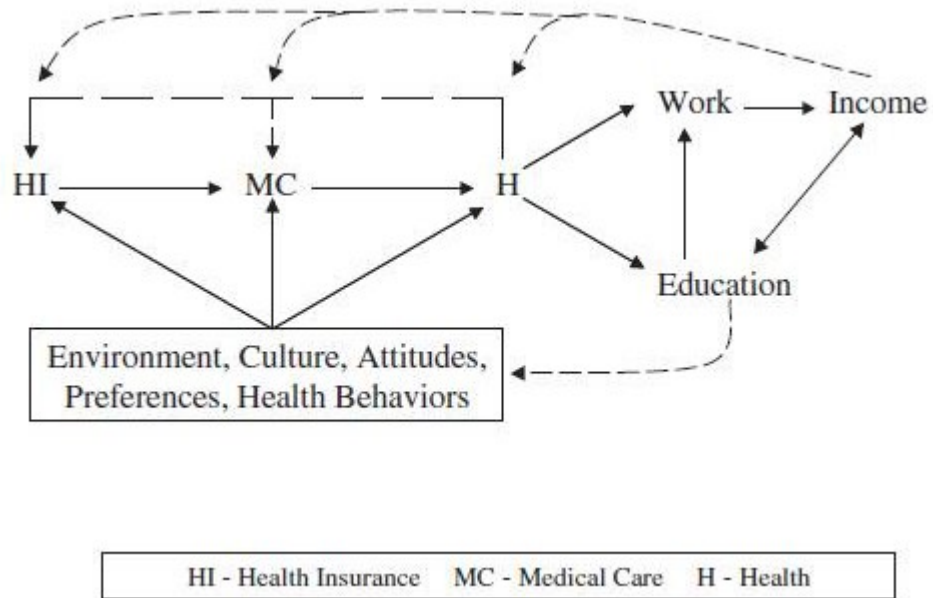 Work
Income
HI
MC
H
Education
Environment, Culture, Attitudes,
Preferences, Health Behaviors
HI - Health Insurance MC - Medical Care H - Health